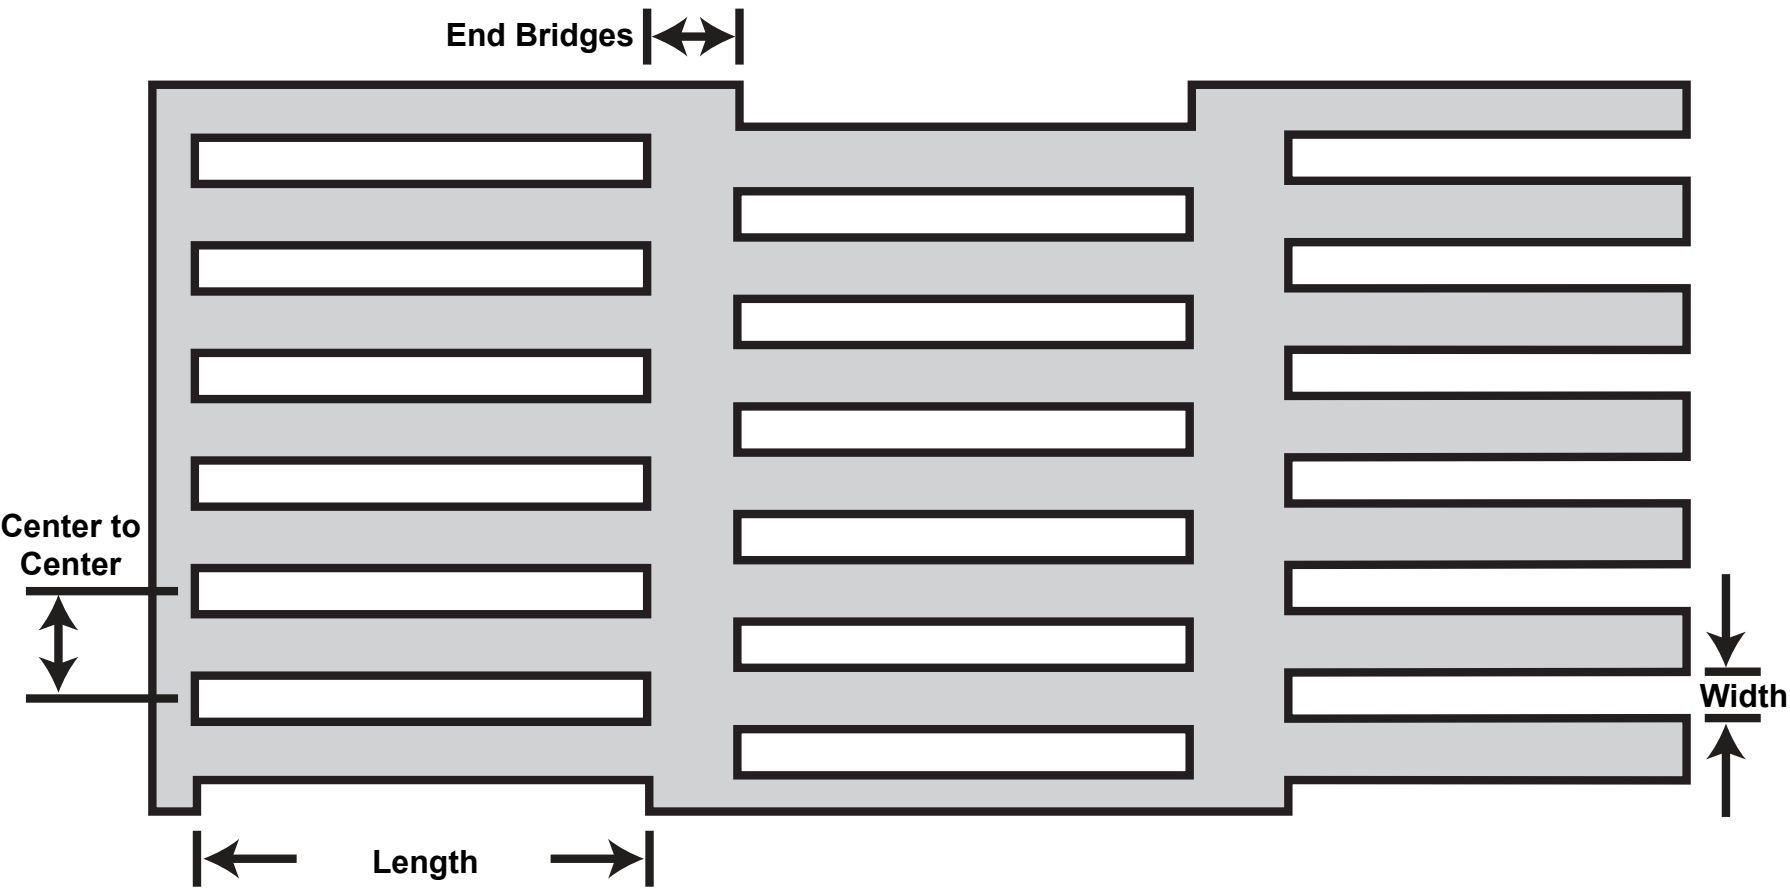 End Bridges
Center to
Center
Width
Length